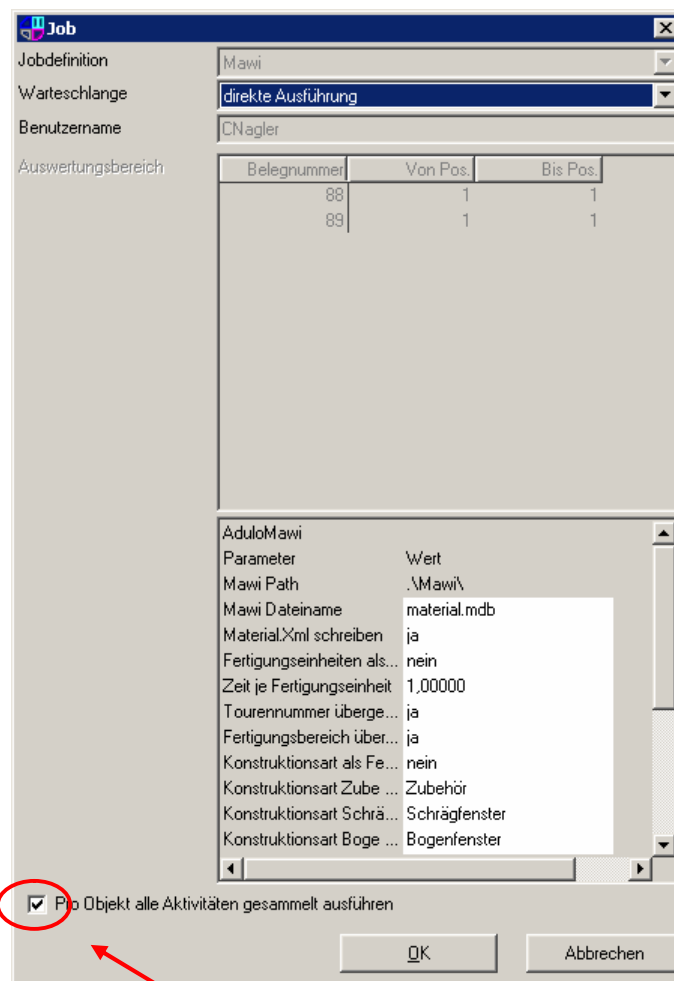 Job
Jobdefinition Mawi
Warteschlange direkte Ausführung
Benutzername CNagler
Auswertungsbereich Belegnummer Von Pos. Bis Pos.
88 1 1
89 1 1
AduloMawi
Parameter Wert
Mawi Path .\Mawi\
Mawi Dateiname material.mdb
Material.Xml schreiben ja
Fertigungseinheiten als... nein
Zeit je Fertigungseinheit 1,00000
Tourennummer überge... ja
Fertigungsbereich über... ja
Konstruktionsart als Fe... nein
Konstruktionsart Zube ... Zubehör
Konstruktionsart Schrä... Schrägfenster
Konstruktionsart Boge ... Bogenfenster
Pro Objekt alle Aktivitäten gesammelt ausführen
OK Abbrechen